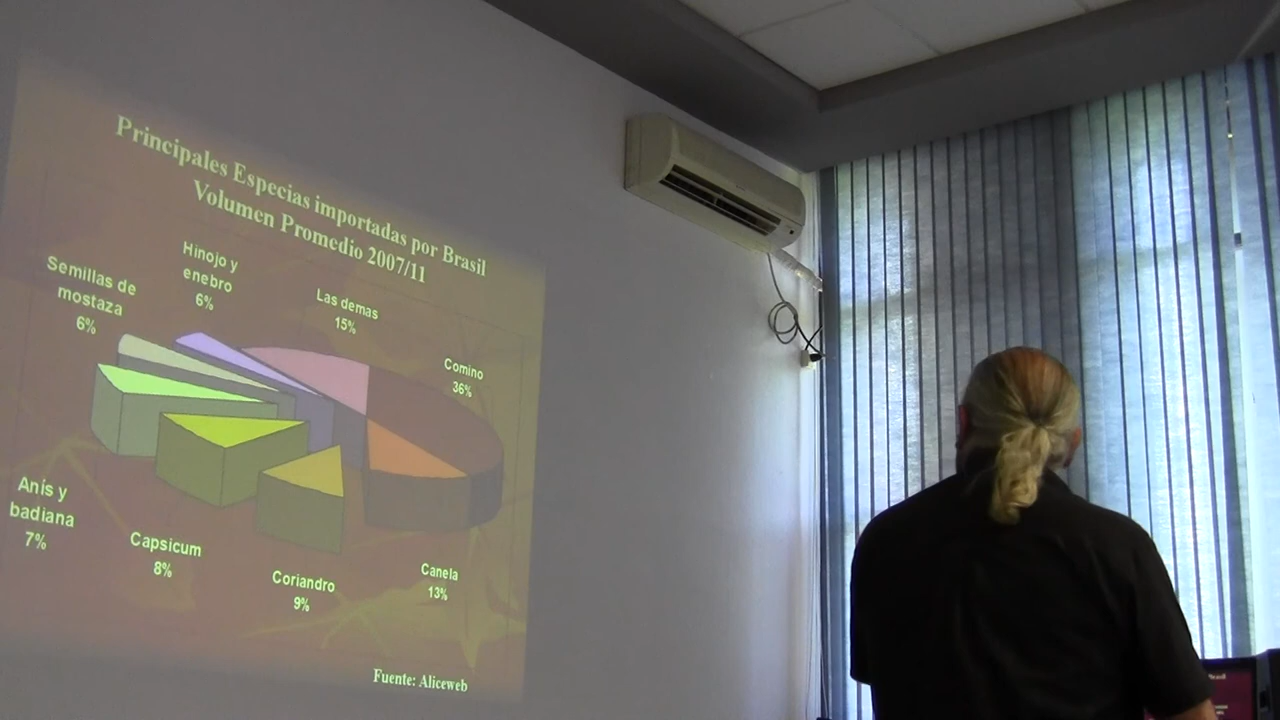 Principales Especias importadas por Brasil
Volumen Promedio 2007/11
Hinojo y
enebro
6%
Semillas de
mostaza
6%
Las demas
15%
Comino
36%
Anís y
badiana
7%
Capsicum
8%
Coriandro
9%
Canela
13%
Fuente: Aliceweb